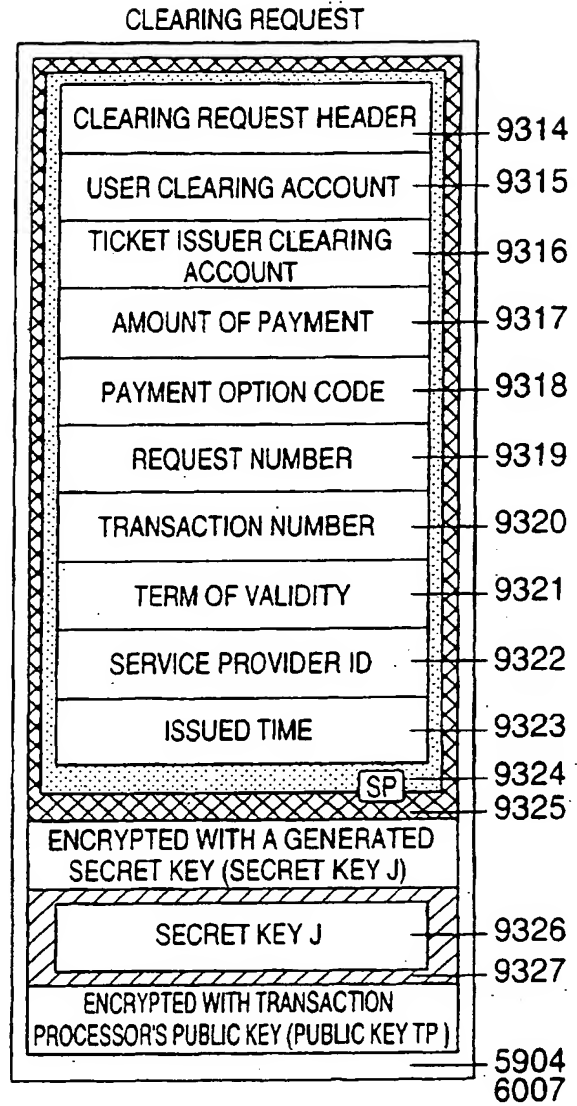 CLEARING REQUEST
CLEARING REQUEST HEADER
9314
USER CLEARING ACCOUNT
9315
TICKET ISSUER CLEARING
ACCOUNT
9316
AMOUNT OF PAYMENT
9317
PAYMENT OPTION CODE
9318
REQUEST NUMBER
9319
TRANSACTION NUMBER
9320
TERM OF VALIDITY
9321
SERVICE PROVIDER ID
9322
ISSUED TIME
9323
SP
9324
9325
ENCRYPTED WITH A GENERATED
SECRET KEY (SECRET KEY J)
SECRET KEY J
9326
9327
ENCRYPTED WITH TRANSACTION
PROCESSOR'S PUBLIC KEY (PUBLIC KEY TP )
5904
6007